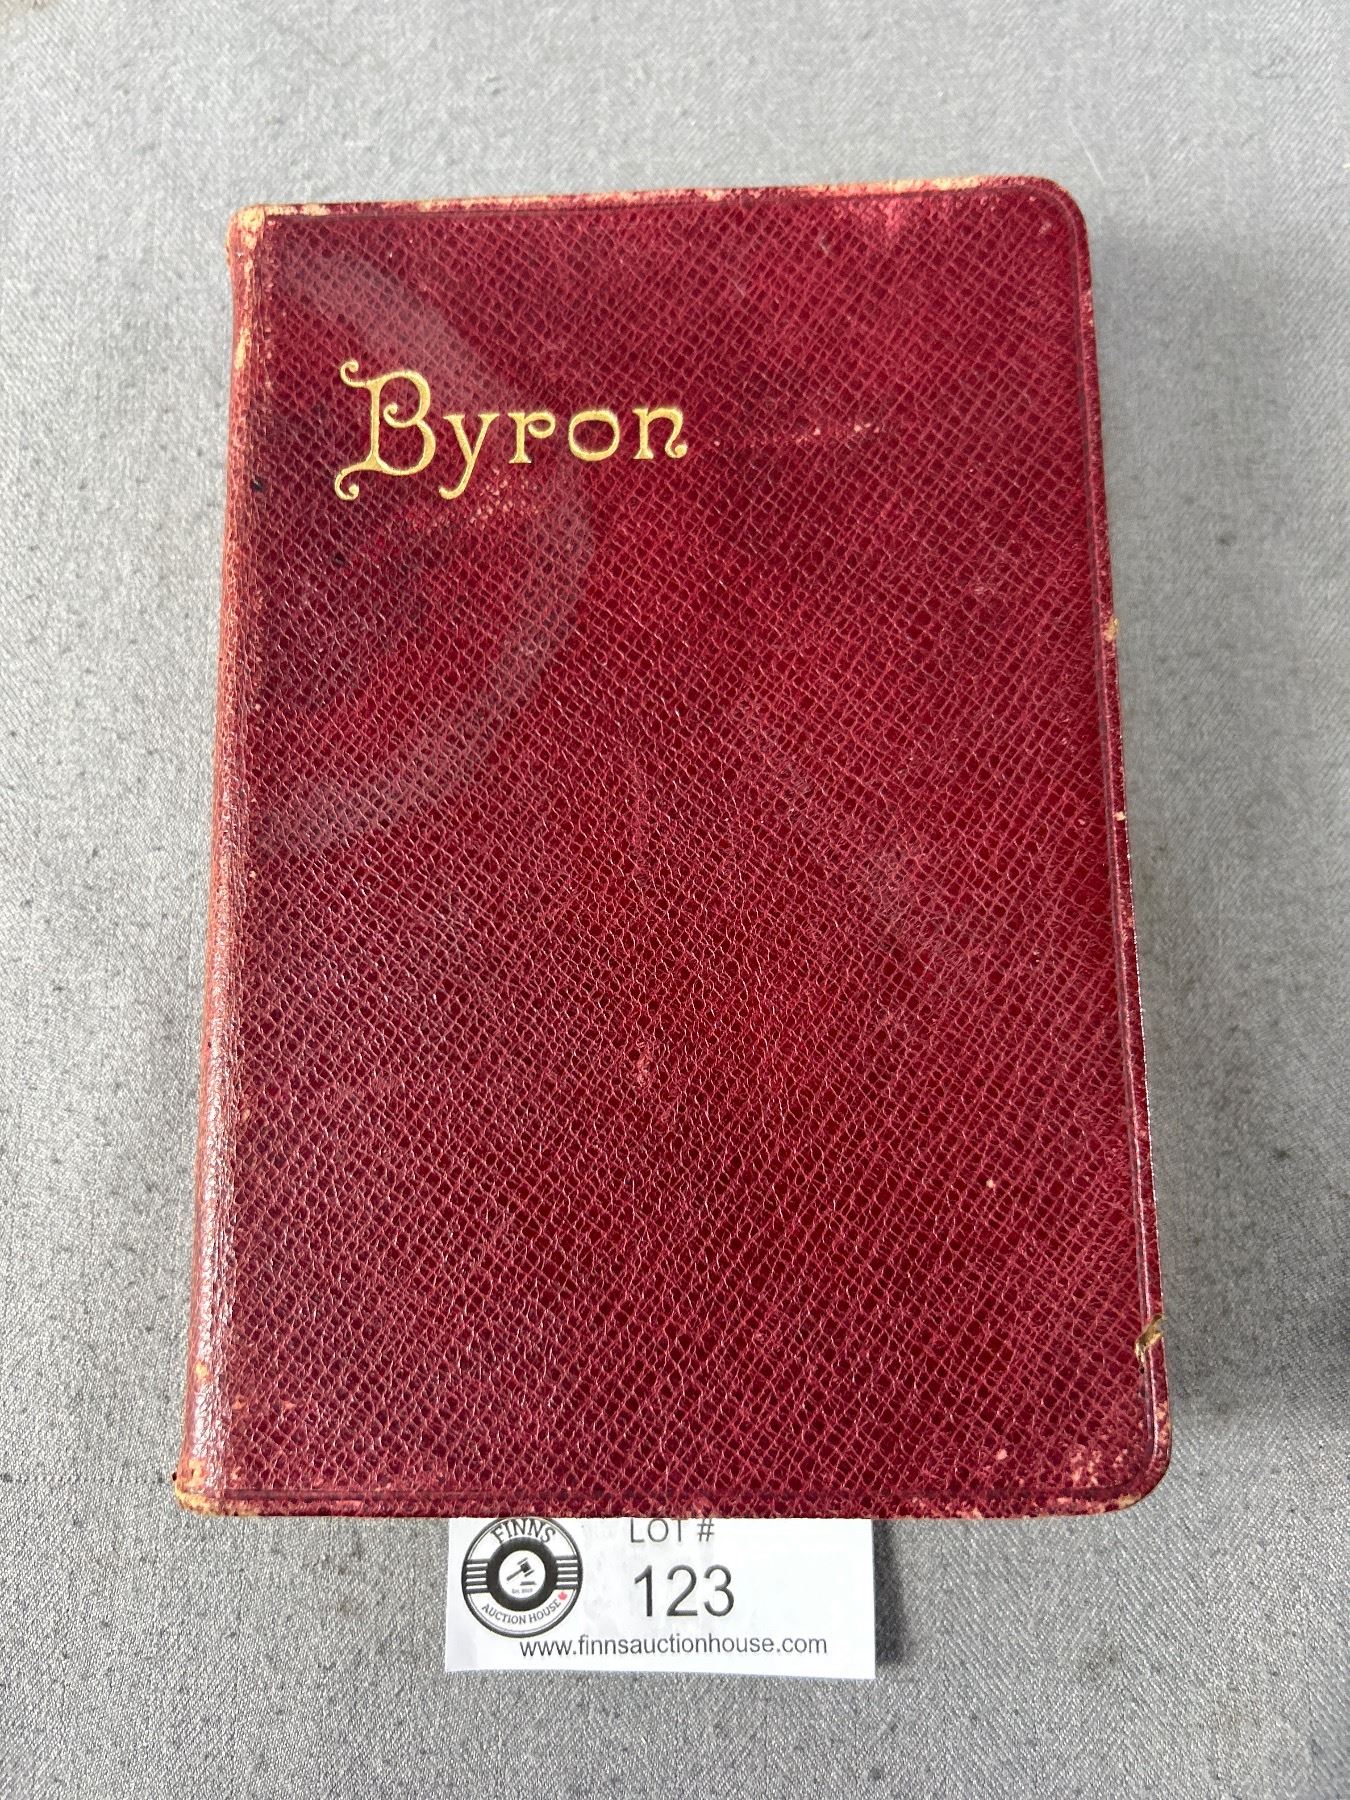 Byron
LOT #
FINNS
123
AUCTION HOUSE
www.finnsauctionhouse.com